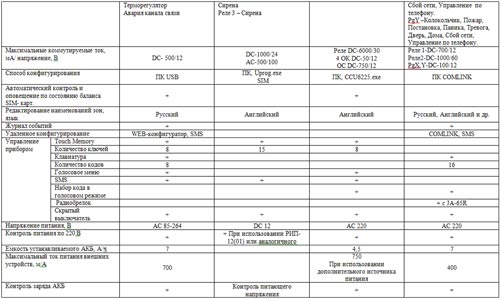 Терморегулятор
Авария канала связи
Сирена
Реле 3 – Сирена
Сбой сети, Управление по
телефону.
PgY –Колокольчик, Пожар,
Постановка, Паника, Тревога,
Дверь, Дома, Сбой сети,
Управление по телефону.
Максимальные коммутируемые ток,
мА/ напряжение, В
DC- 500/12
DC-1000/24
AC-500/100
Реле DC-6000/30
4 ОК DC-50/12
ОС DC-750/12
Реле 1-DC-700/12
Реле2-DC-1000/60
PgX,Y-DC-100/12
Способ конфигурирования
ПК USB
ПК, Uprog.exe
SIM
ПК, CCU6225.exe
ПК COMLINK
Автоматический контроль и
оповещение по состоянию баланса
SIM- карт.
+
+
Редактирование наименований зон,
язык
Русский
Английский
Английский
Русский, Английский и др.
Журнал событий
+
+
+
Удаленное конфигурирование
WEB-конфигуратор, SMS
COMLINK, SMS
Управление
прибором
Touch Memory
+
+
+
Количество ключей
8
15
8
Клавиатура
+
+
Количество кодов
8
16
Голосовое меню
+
+
SMS
+
+
+
Набор кода в
голосовом режиме
+
+
Радиобрелок
+ с JA-65R
Скрытый
выключатель
+
+
+
Напряжение питания, В
AC 85-264
DC 12
AC 220
AC 220
Контроль питания по 220,В
+
+ При использовании РИП-
12(01) или аналогичного
+
+
Емкость устанавливаемого АКБ, А·ч
7
4,5
7
Максимальный ток питания внешних
устройств, м,А
700
750
При использовании
дополнительного источника
питания
400
Контроль заряда АКБ
+
Контроль питающего
напряжения
+
+